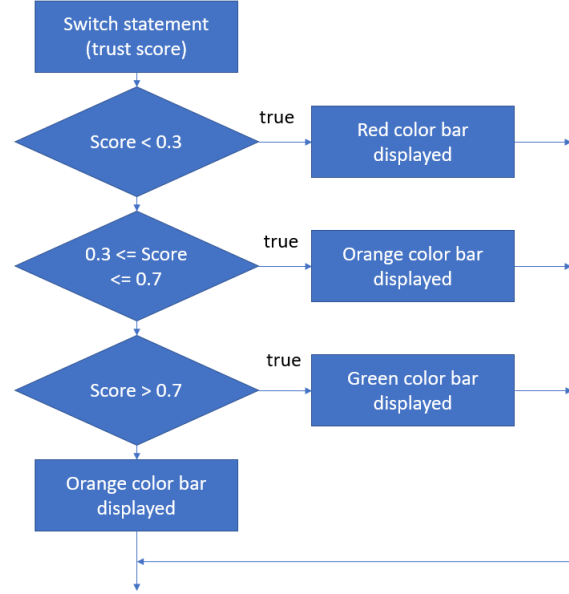 Switch statement
(trust score)
true
Score < 0.3
Red color bar
displayed
true
0.3 <= Score
<= 0.7
Orange color bar
displayed
true
Score > 0.7
Green color bar
displayed
Orange color bar
displayed